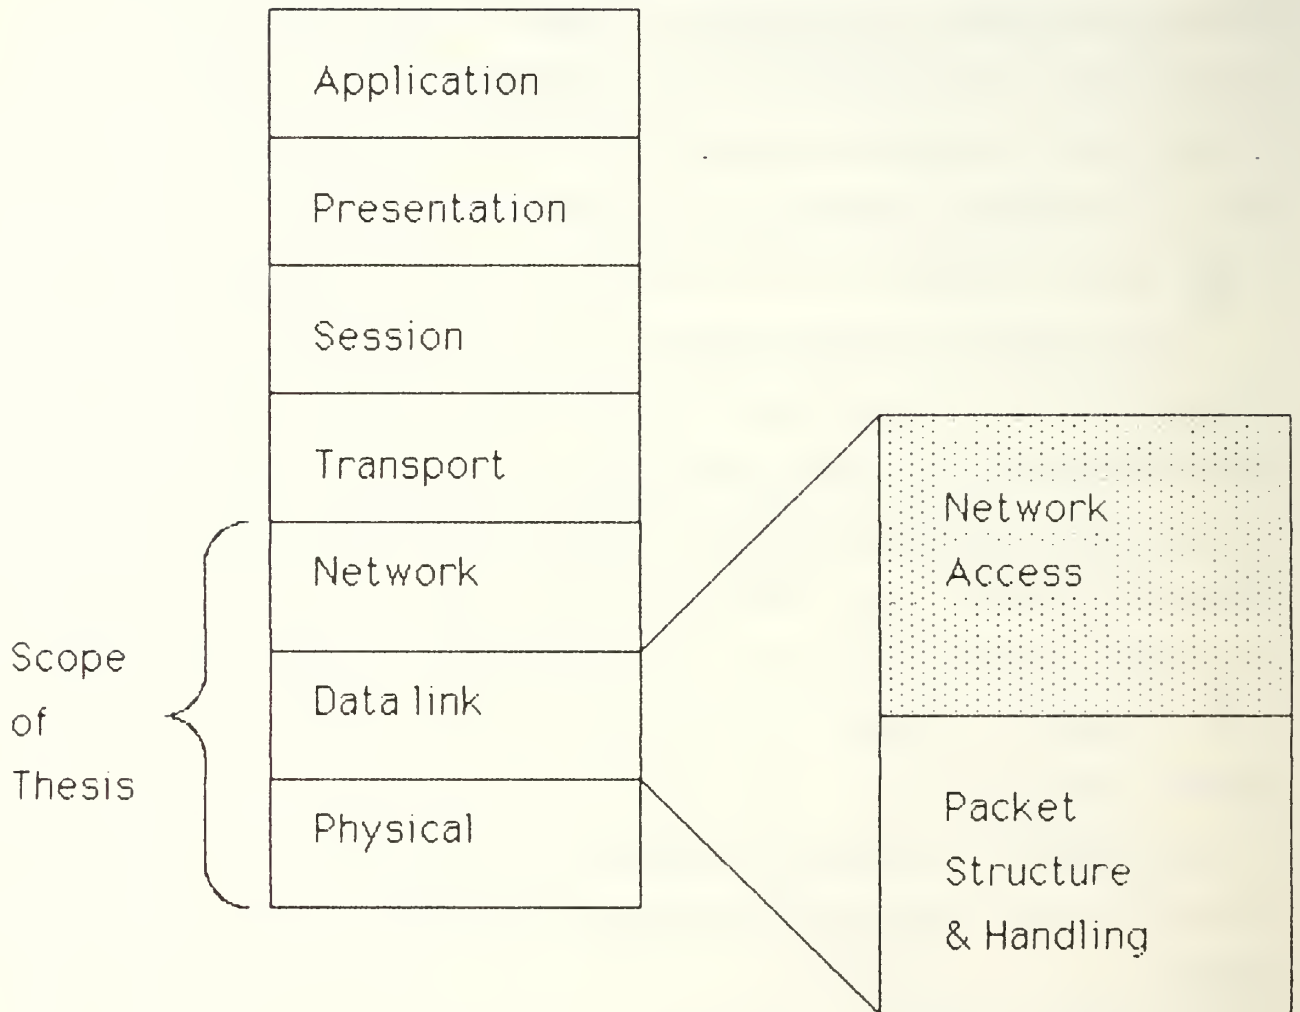 Application
Presentation
Session
Transport
Network
Data link
Physical
Scope
of
Thesis
Network
Access
Packet
Structure
& Handling